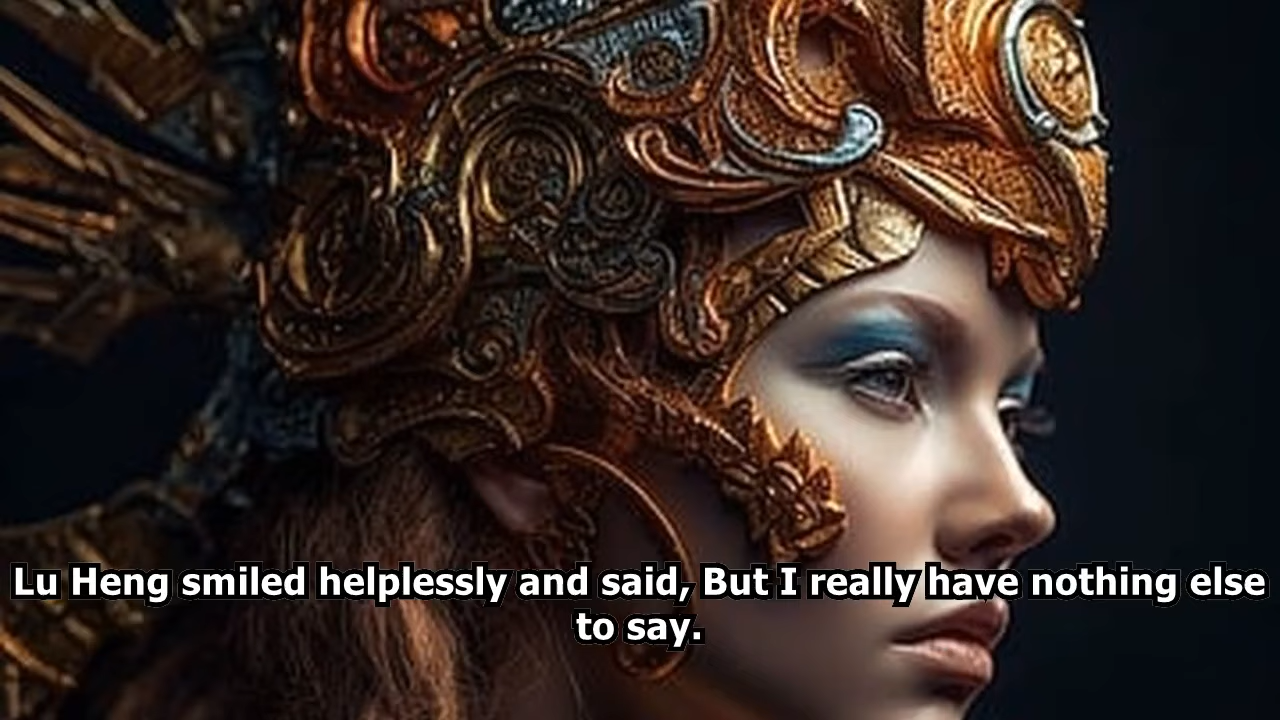 Lu Heng smiled helplessly and said, But I really have nothing else
to say.